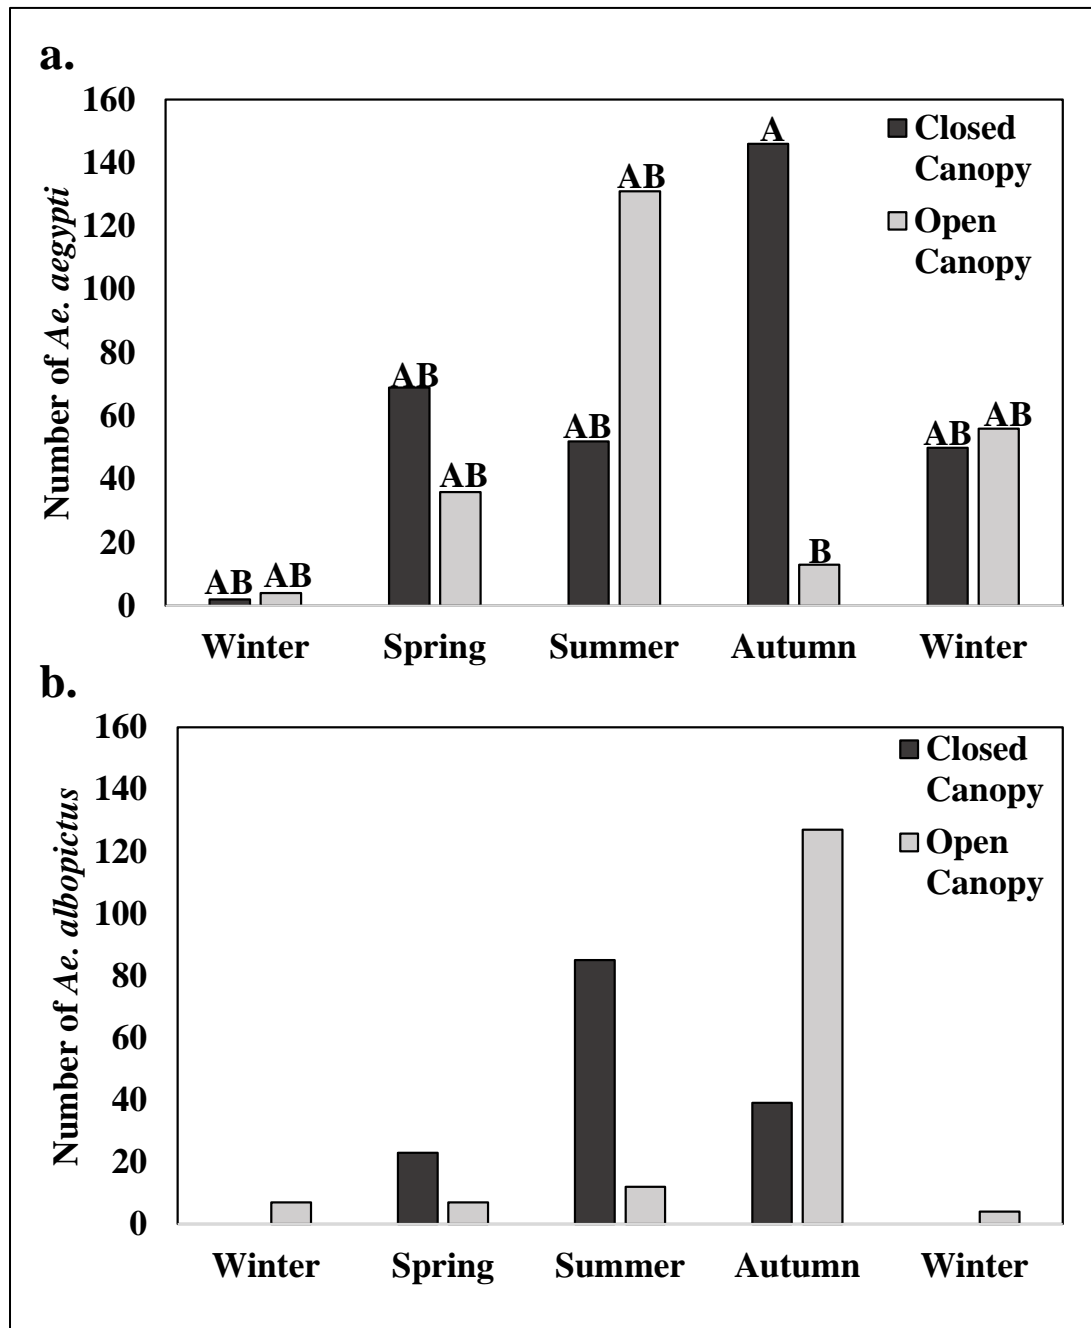 a.
160
140
120
100
80
60
40
20
0
Number of Ae. aegypti
Closed
Canopy
Open
Canopy
AB AB
AB AB
AB AB
A B
AB AB
Winter Spring Summer Autumn Winter
b.
160
140
120
100
80
60
40
20
0
Number of Ae. albopictus
Closed
Canopy
Open
Canopy
Winter Spring Summer Autumn Winter